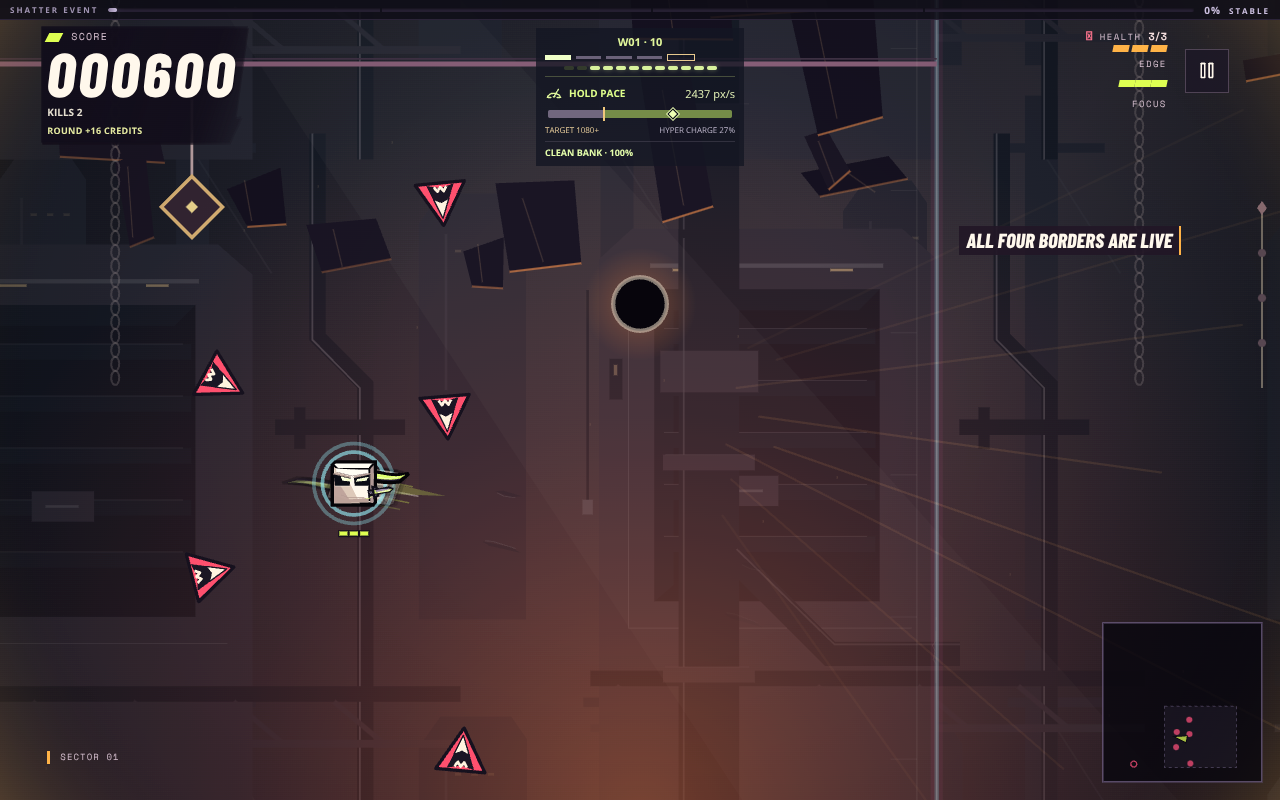 SHATTER EVENT
0% STABLE
SCORE
000600
KILLS 2
ROUND +16 CREDITS
W01 · 10
HOLD PACE 2437 px/s
TARGET 1080+ HYPER CHARGE 27%
CLEAN BANK · 100%
HEALTH 3/3
EDGE
FOCUS
ALL FOUR BORDERS ARE LIVE
SECTOR 01